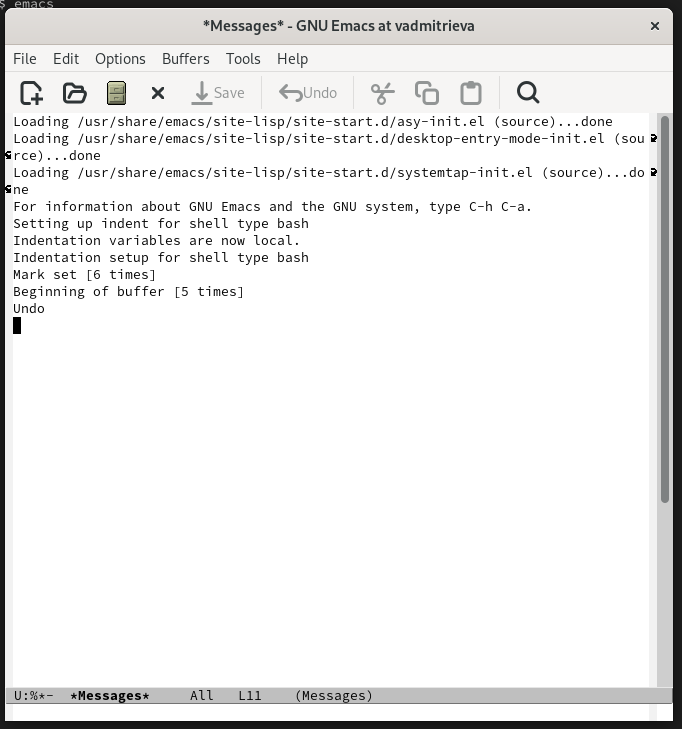 $ emacs
*Messages* - GNU Emacs at vadmitrieva
File Edit Options Buffers Tools Help
Save Undo
Loading /usr/share/emacs/site-lisp/site-start.d/asy-init.el (source)...done
Loading /usr/share/emacs/site-lisp/site-start.d/desktop-entry-mode-init.el (sou
rce)...done
Loading /usr/share/emacs/site-lisp/site-start.d/systemtap-init.el (source)...do
ne
For information about GNU Emacs and the GNU system, type C-h C-a.
Setting up indent for shell type bash
Indentation variables are now local.
Indentation setup for shell type bash
Mark set [6 times]
Beginning of buffer [5 times]
Undo
U:%*-  *Messages*     All   L11    (Messages)